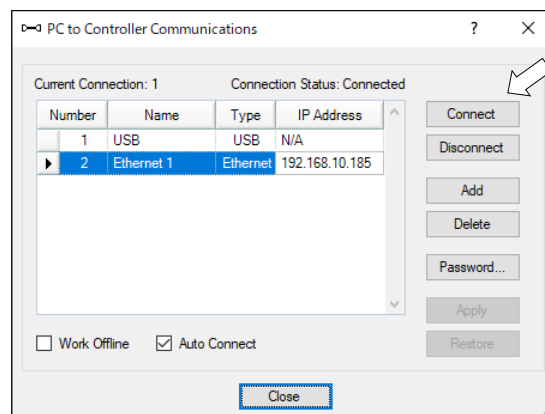 PC to Controller Communications ? ×
Current Connection: 1 Connection Status: Connected
Number Name Type IP Address
1 USB USB N/A
2 Ethernet 1 Ethernet 192.168.10.185
Connect
Disconnect
Add
Delete
Password...
Apply
Restore
Work Offline Auto Connect
Close